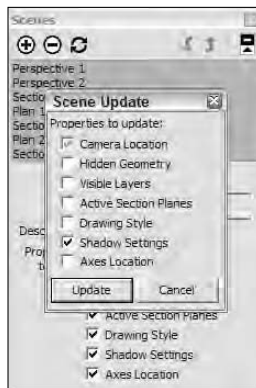 Scenes
Perspective 1
Perspective 2
Sectio
Plan 1
Sectio
Plan 2
Sectio
Scene Update
Properties to update:
Camera Location
Hidden Geometry
Visible Layers
Active Section Planes
Drawing Style
Shadow Settings
Axes Location
Desc
Prop
t
Update
Cancel
Active Section Planes
Drawing Style
Shadow Settings
Axes Location